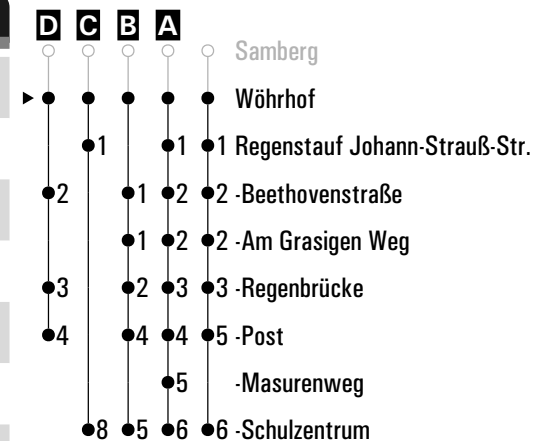 D C B A
Samberg
Wöhrhof
1 1 1 Regenstauf Johann-Strauß-Str.
2 1 2 2 -Beethovenstraße
1 2 2 -Am Grasigen Weg
3 2 3 3 -Regenbrücke
4 4 4 5 -Post
5 -Masurenweg
8 5 6 6 -Schulzentrum